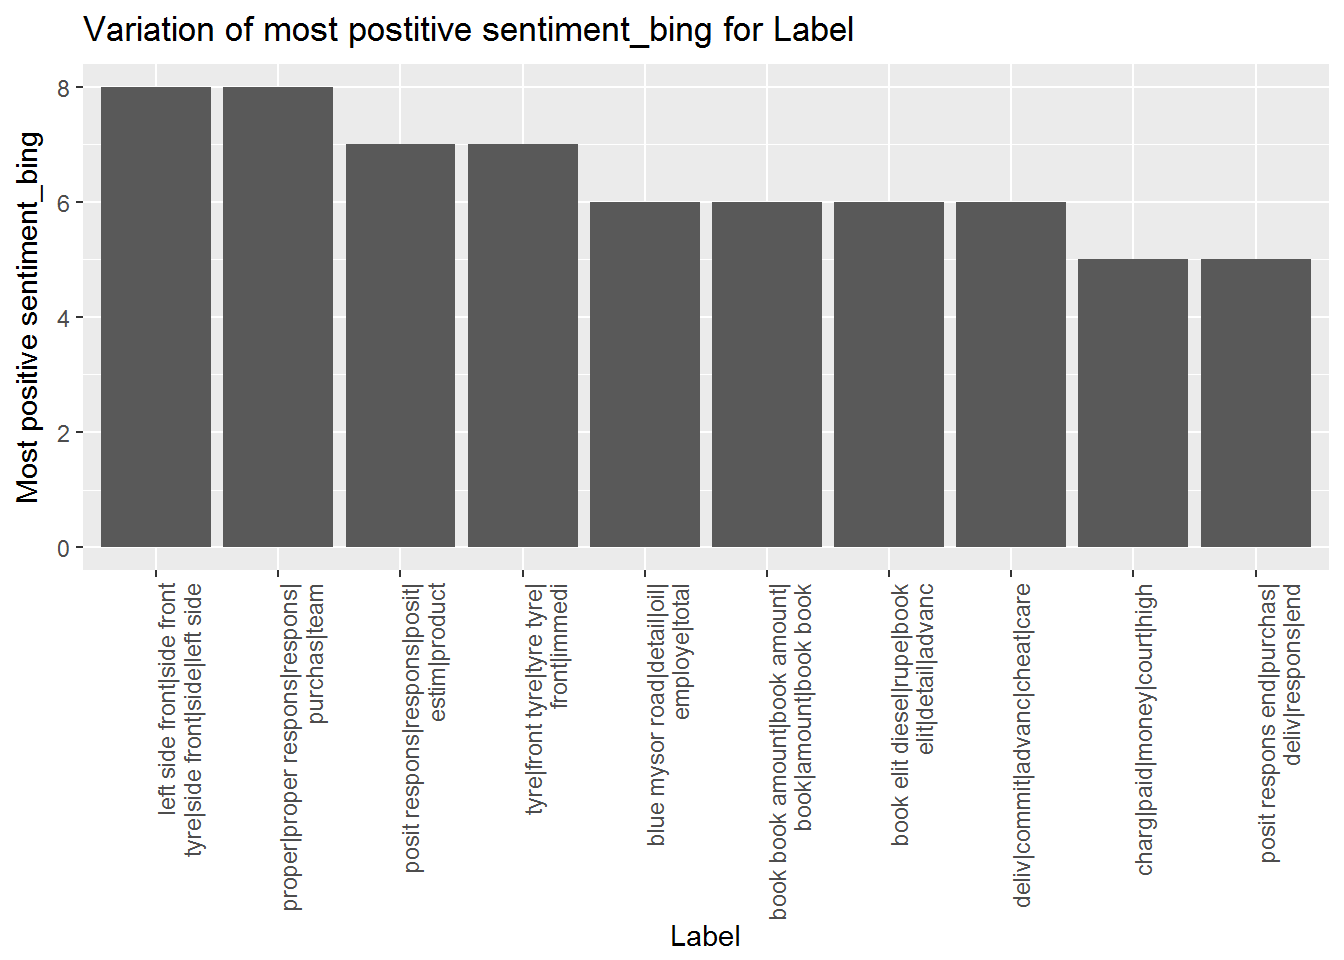 Variation of most postitive sentiment_bing for Label
Most positive sentiment_bing
8
6
4
2
0
left side front|side front
tyre|side front|side|left side
proper|proper respons|respons|
purchas|team
posit respons|respons|posit|
estim|product
tyre|front tyre|tyre tyre|
front|immedi
blue mysor road|detail|oil|
employe|total
book book amount|book amount|
book|amount|book book
book elit diesel|rupe|book
elit|detail|advanc
deliv|commit|advanc|cheat|care
charg|paid|money|court|high
posit respons end|purchas|
deliv|respons|end
Label